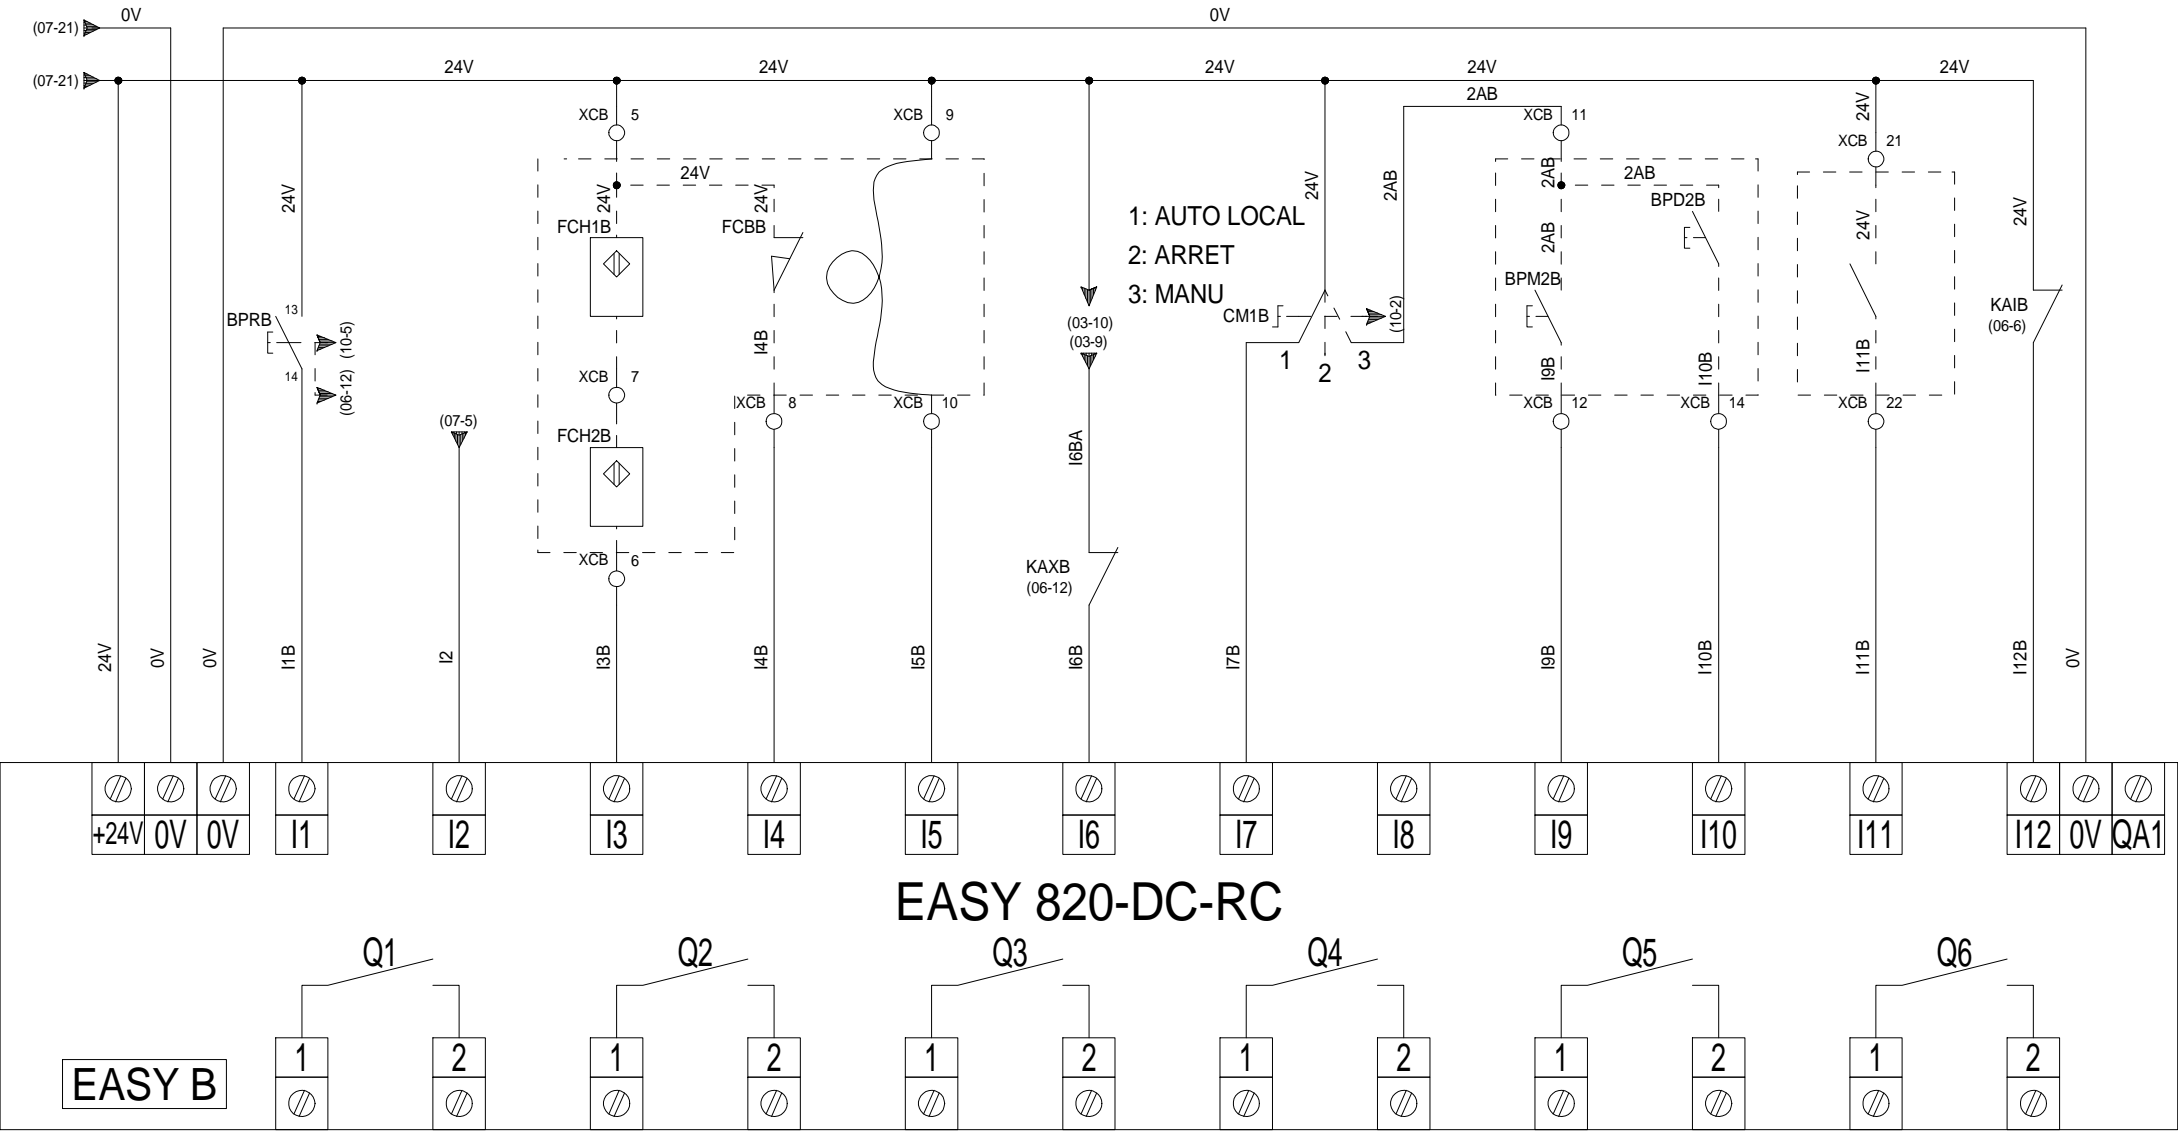 0V 0V
(07-21)
(07-21) 24V 24V 24V 24V 24V
2AB
XCB 5 XCB 9 XCB 11 24V
XCB 21
24V 2AB 2AB
24V 24V 24V 24V 24V 2AB BPD2B 24V
FCH1B FCBB 1: AUTO LOCAL 2AB 24V
2: ARRET
BPM2B
3: MANU
13 KAIB
BPRB (03-10) CM1B (10-2) (06-6)
(10-5) I4B (03-9)
14 (06-12) 1 2 3 I9B I10B I11B
XCB 7
XCB 8 XCB 10 XCB 12 XCB 14 XCB 22
(07-5)
FCH2B I6BA
XCB 6 KAXB
(06-12)
24V 0V 0V I1B I2 I3B I4B I5B I6B I7B I9B I10B I11B I12B 0V
+24V 0V 0V I1 I2 I3 I4 I5 I6 I7 I8 I9 I10 I11 I12 0V QA1
EASY 820-DC-RC
Q1 Q2 Q3 Q4 Q5 Q6
1 2 1 2 1 2 1 2 1 2 1 2
EASY B